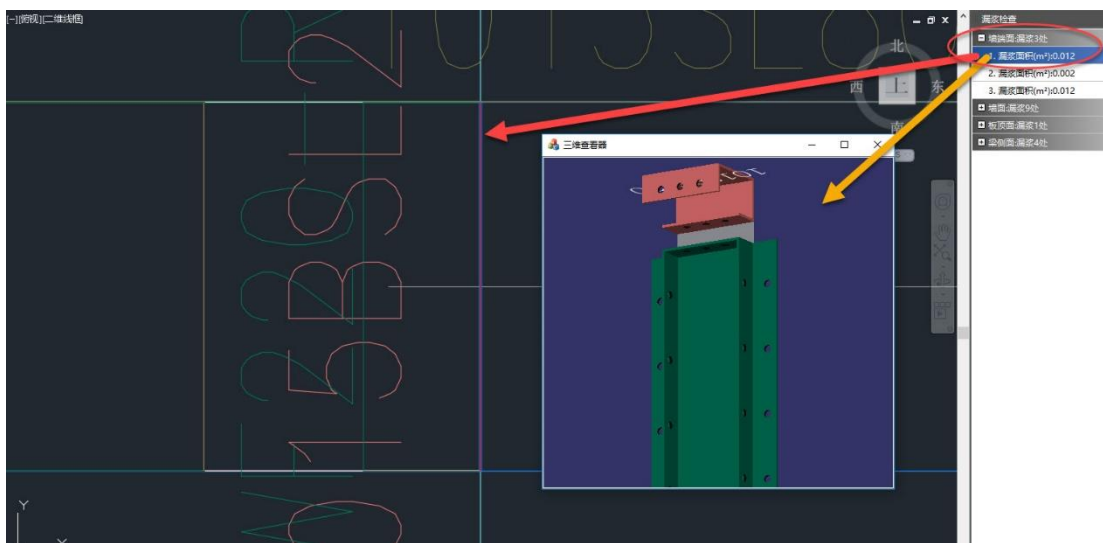 [-][俯视][二维线框]
漏浆检查
墙端面:漏浆3处
1. 漏浆面积(m²):0.012
2. 漏浆面积(m²):0.002
3. 漏浆面积(m²):0.012
墙面:漏浆9处
板顶面:漏浆1处
梁侧面:漏浆4处
北
西
上
东
南
三维查看器
Y
X